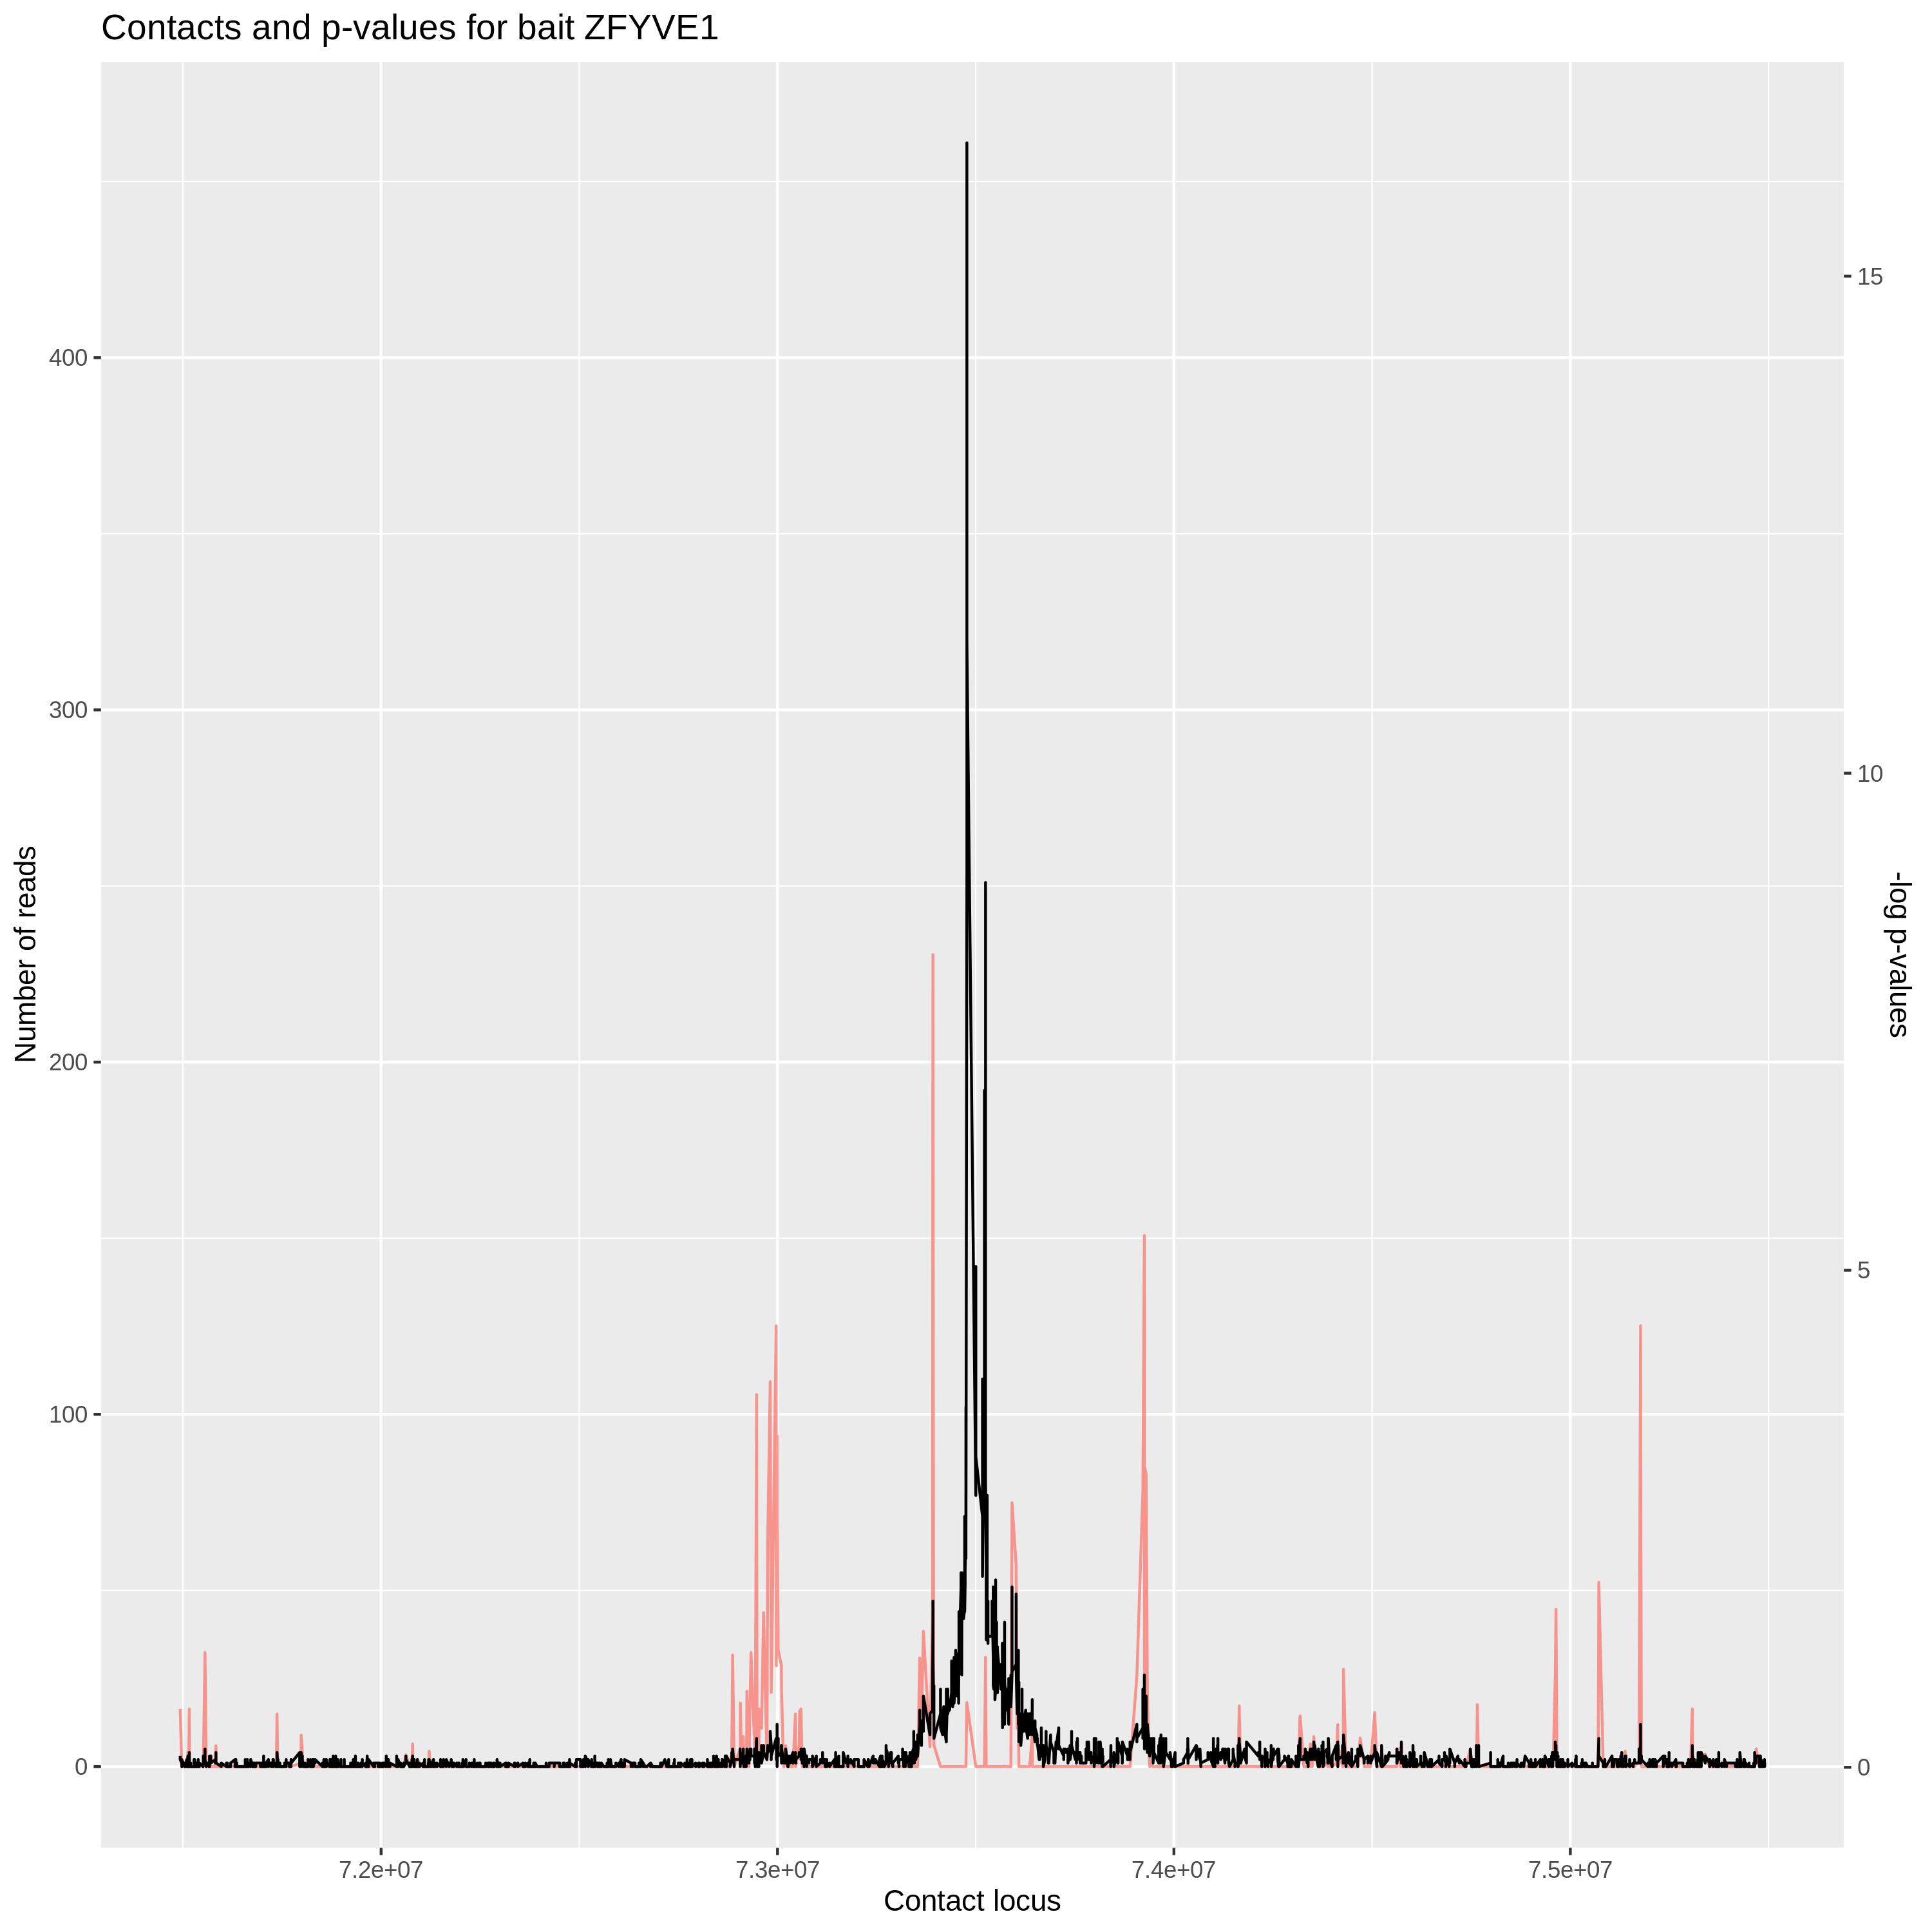 Contacts and p-values for bait ZFYVE1
Number of reads
400
300
200
100
0
15
10
5
0
-log p-values
7.2e+07 7.3e+07 7.4e+07 7.5e+07
Contact locus